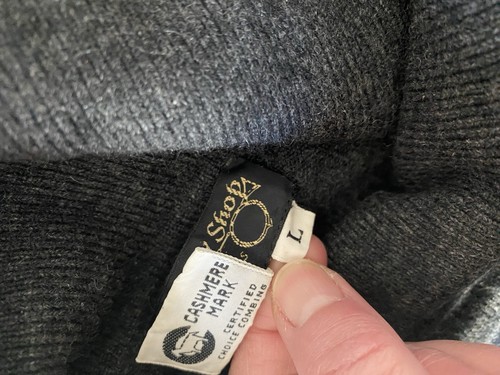 Shop
L
CASHMERE
MARK
CERTIFIED
CHOICE COMBING